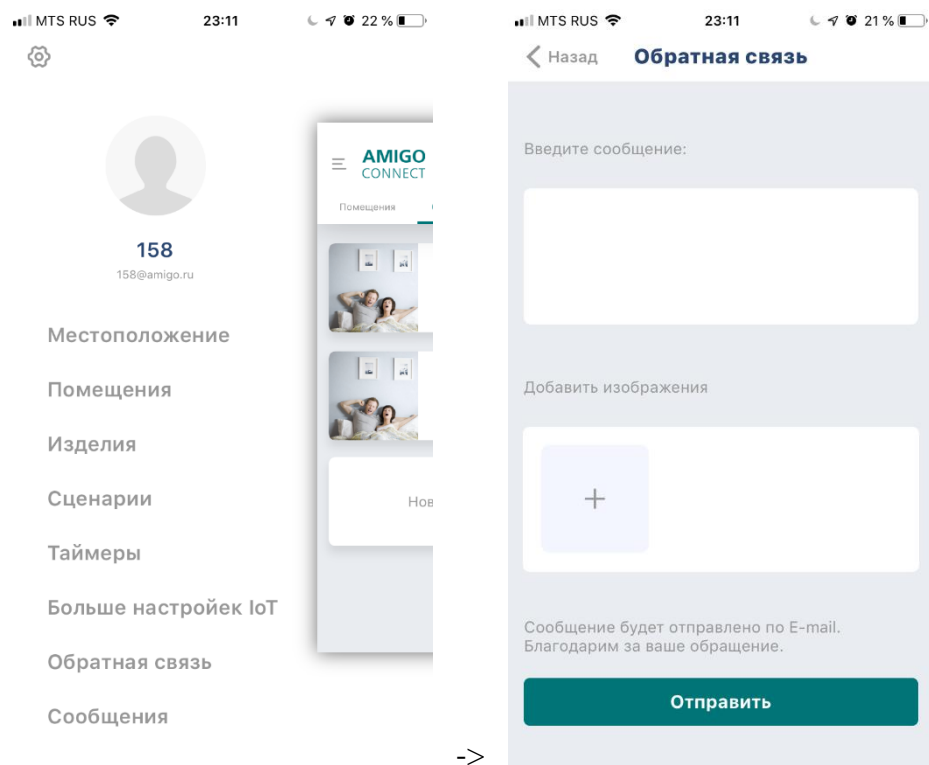 MTS RUS 23:11 22 %
158
158@amigo.ru
Местоположение
Помещения
Изделия
Сценарии
Таймеры
Больше настройек IoT
Обратная связь
Сообщения
AMIGO
CONNECT
Помещения
Нов
->
MTS RUS 23:11 21 %
Назад Обратная связь
Введите сообщение:
Добавить изображения
+
Сообщение будет отправлено по E-mail.
Благодарим за ваше обращение.
Отправить